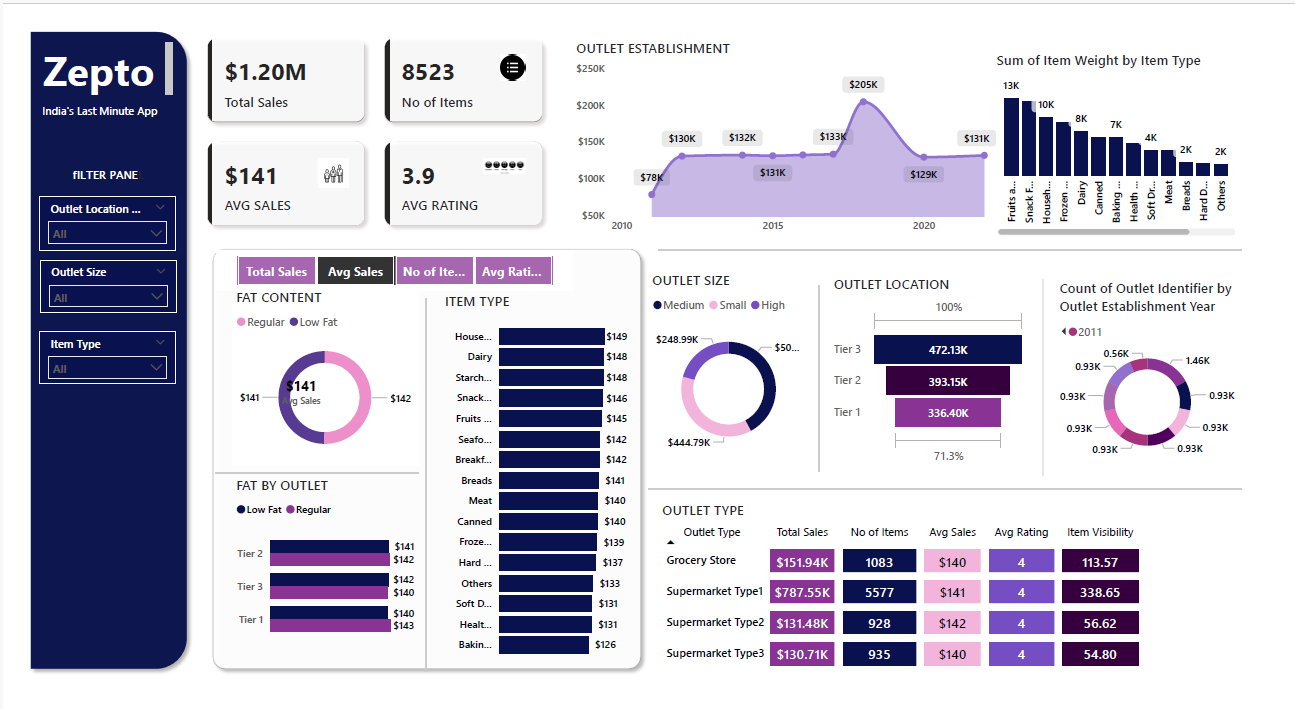 Zepto
India's Last Minute App
fILTER PANE
Outlet Location ...
All
Outlet Size
All
Item Type
All
$1.20M
Total Sales
8523
No of Items
$141
AVG SALES
3.9
AVG RATING
OUTLET ESTABLISHMENT
$250K
$200K
$150K
$100K
$50K
$78K
$130K
$132K
$131K
$133K
$205K
$129K
$131K
2010
2015
2020
Sum of Item Weight by Item Type
13K
10K
8K
7K
4K
2K
2K
Fruits a...
Snack F...
Househ...
Frozen ...
Dairy
Canned
Baking ...
Health ...
Soft Dr...
Meat
Breads
Hard D...
Others
Total Sales
Avg Sales
No of Ite...
Avg Rati...
FAT CONTENT
Regular
Low Fat
$141
Avg Sales
$141
$142
FAT BY OUTLET
Low Fat
Regular
Tier 2
$141
$142
Tier 3
$142
$140
Tier 1
$140
$143
ITEM TYPE
House... $149
Dairy $148
Starch... $148
Snack... $146
Fruits ... $145
Seafo... $142
Breakf... $142
Breads $141
Meat $140
Canned $140
Froze... $139
Hard ... $137
Others $133
Soft D... $131
Healt... $131
Bakin... $126
OUTLET SIZE
Medium
Small
High
$248.99K
$50...
$444.79K
OUTLET LOCATION
100%
Tier 3 472.13K
Tier 2 393.15K
Tier 1 336.40K
71.3%
Count of Outlet Identifier by
Outlet Establishment Year
2011
0.56K
1.46K
0.93K
0.93K
0.93K
0.93K
0.93K
0.93K
0.93K
0.93K
OUTLET TYPE
Outlet Type Total Sales No of Items Avg Sales Avg Rating Item Visibility
Grocery Store $151.94K 1083 $140 4 113.57
Supermarket Type1 $787.55K 5577 $141 4 338.65
Supermarket Type2 $131.48K 928 $142 4 56.62
Supermarket Type3 $130.71K 935 $140 4 54.80